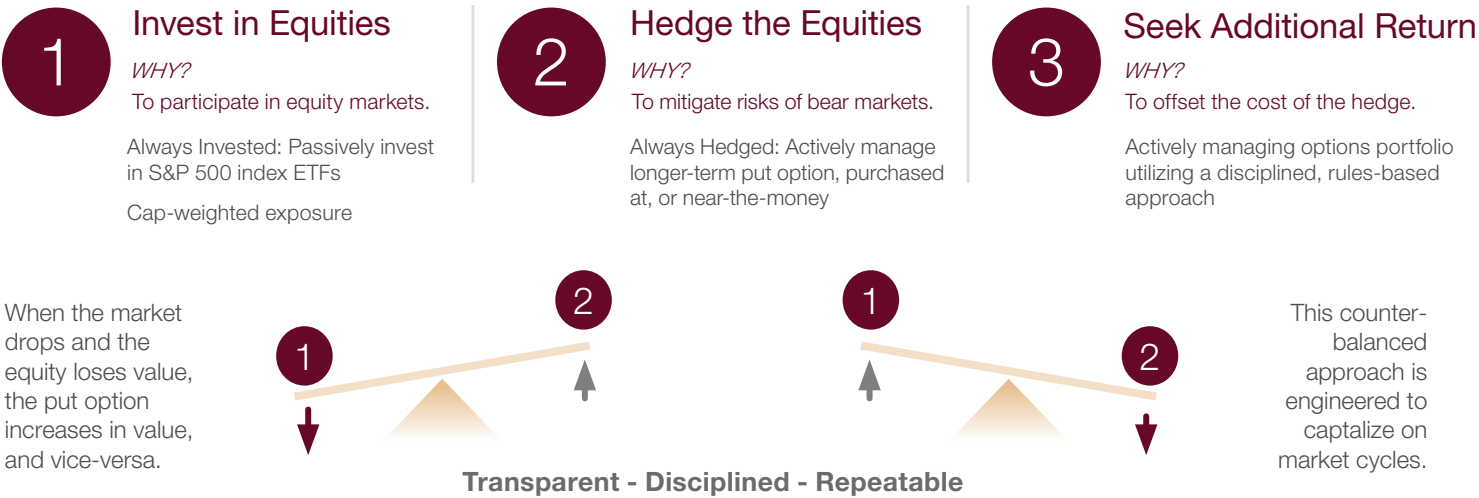 1
Invest in Equities
WHY?
To participate in equity markets.
Always Invested: Passively invest
in S&P 500 index ETFs
Cap-weighted exposure
2
Hedge the Equities
WHY?
To mitigate risks of bear markets.
Always Hedged: Actively manage
longer-term put option, purchased
at, or near-the-money
3
Seek Additional Return
WHY?
To offset the cost of the hedge.
Actively managing options portfolio
utilizing a disciplined, rules-based
approach
When the market
drops and the
equity loses value,
the put option
increases in value,
and vice-versa.
1
2
1
2
This counter-
balanced
approach is
engineered to
captalize on
market cycles.
Transparent - Disciplined - Repeatable